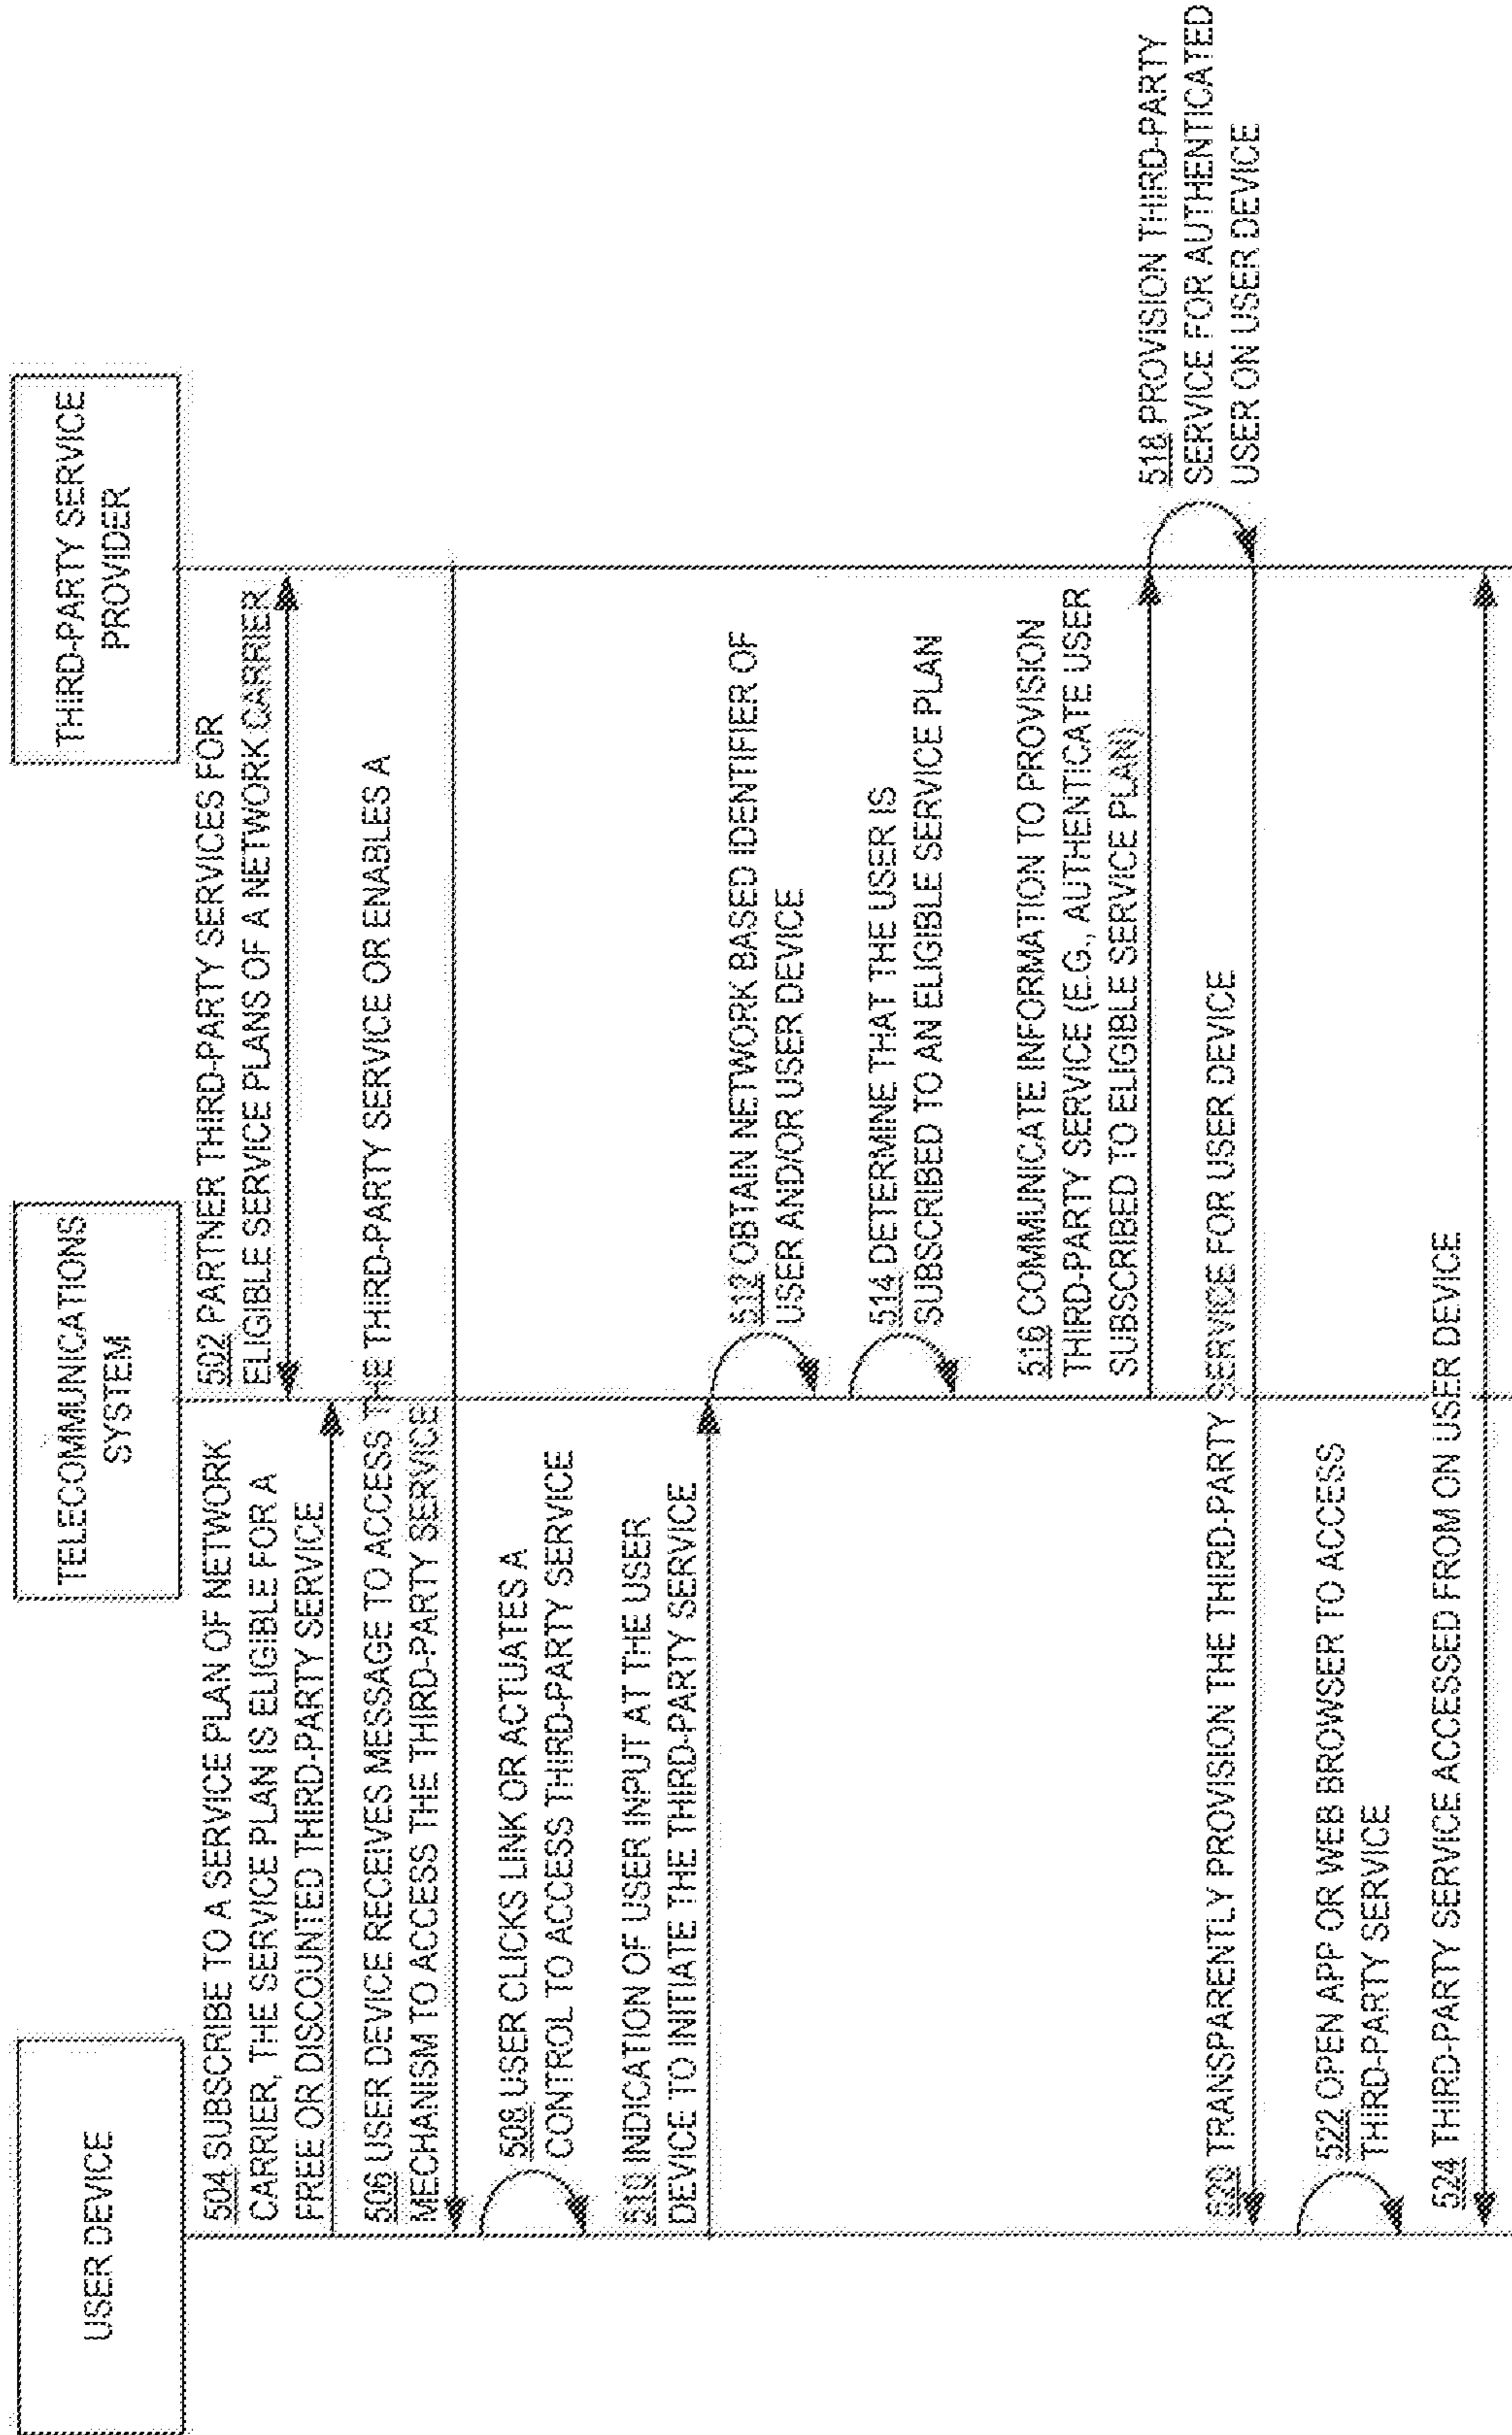 USER DEVICE
TELECOMMUNICATIONS
SYSTEM
THIRD-PARTY SERVICE
PROVIDER
502 PARTNER THIRD-PARTY SERVICES FOR
ELIGIBLE SERVICE PLANS OF A NETWORK CARRIER
504 SUBSCRIBE TO A SERVICE PLAN OF NETWORK
CARRIER, THE SERVICE PLAN IS ELIGIBLE FOR A
FREE OR DISCOUNTED THIRD-PARTY SERVICE
506 USER DEVICE RECEIVES MESSAGE TO ACCESS THE THIRD-PARTY SERVICE OR ENABLES A
MECHANISM TO ACCESS THE THIRD-PARTY SERVICE
508 USER CLICKS LINK OR ACTUATES A
CONTROL TO ACCESS THIRD-PARTY SERVICE
510 INDICATION OF USER INPUT AT THE USER
DEVICE TO INITIATE THE THIRD-PARTY SERVICE
512 OBTAIN NETWORK BASED IDENTIFIER OF
USER AND/OR USER DEVICE
514 DETERMINE THAT THE USER IS
SUBSCRIBED TO AN ELIGIBLE SERVICE PLAN
516 COMMUNICATE INFORMATION TO PROVISION
THIRD-PARTY SERVICE (E.G., AUTHENTICATE USER
SUBSCRIBED TO ELIGIBLE SERVICE PLAN)
518 PROVISION THIRD-PARTY
SERVICE FOR AUTHENTICATED
USER ON USER DEVICE
520 TRANSPARENTLY PROVISION THE THIRD-PARTY SERVICE FOR USER DEVICE
522 OPEN APP OR WEB BROWSER TO ACCESS
THIRD-PARTY SERVICE
524 THIRD-PARTY SERVICE ACCESSED FROM ON USER DEVICE